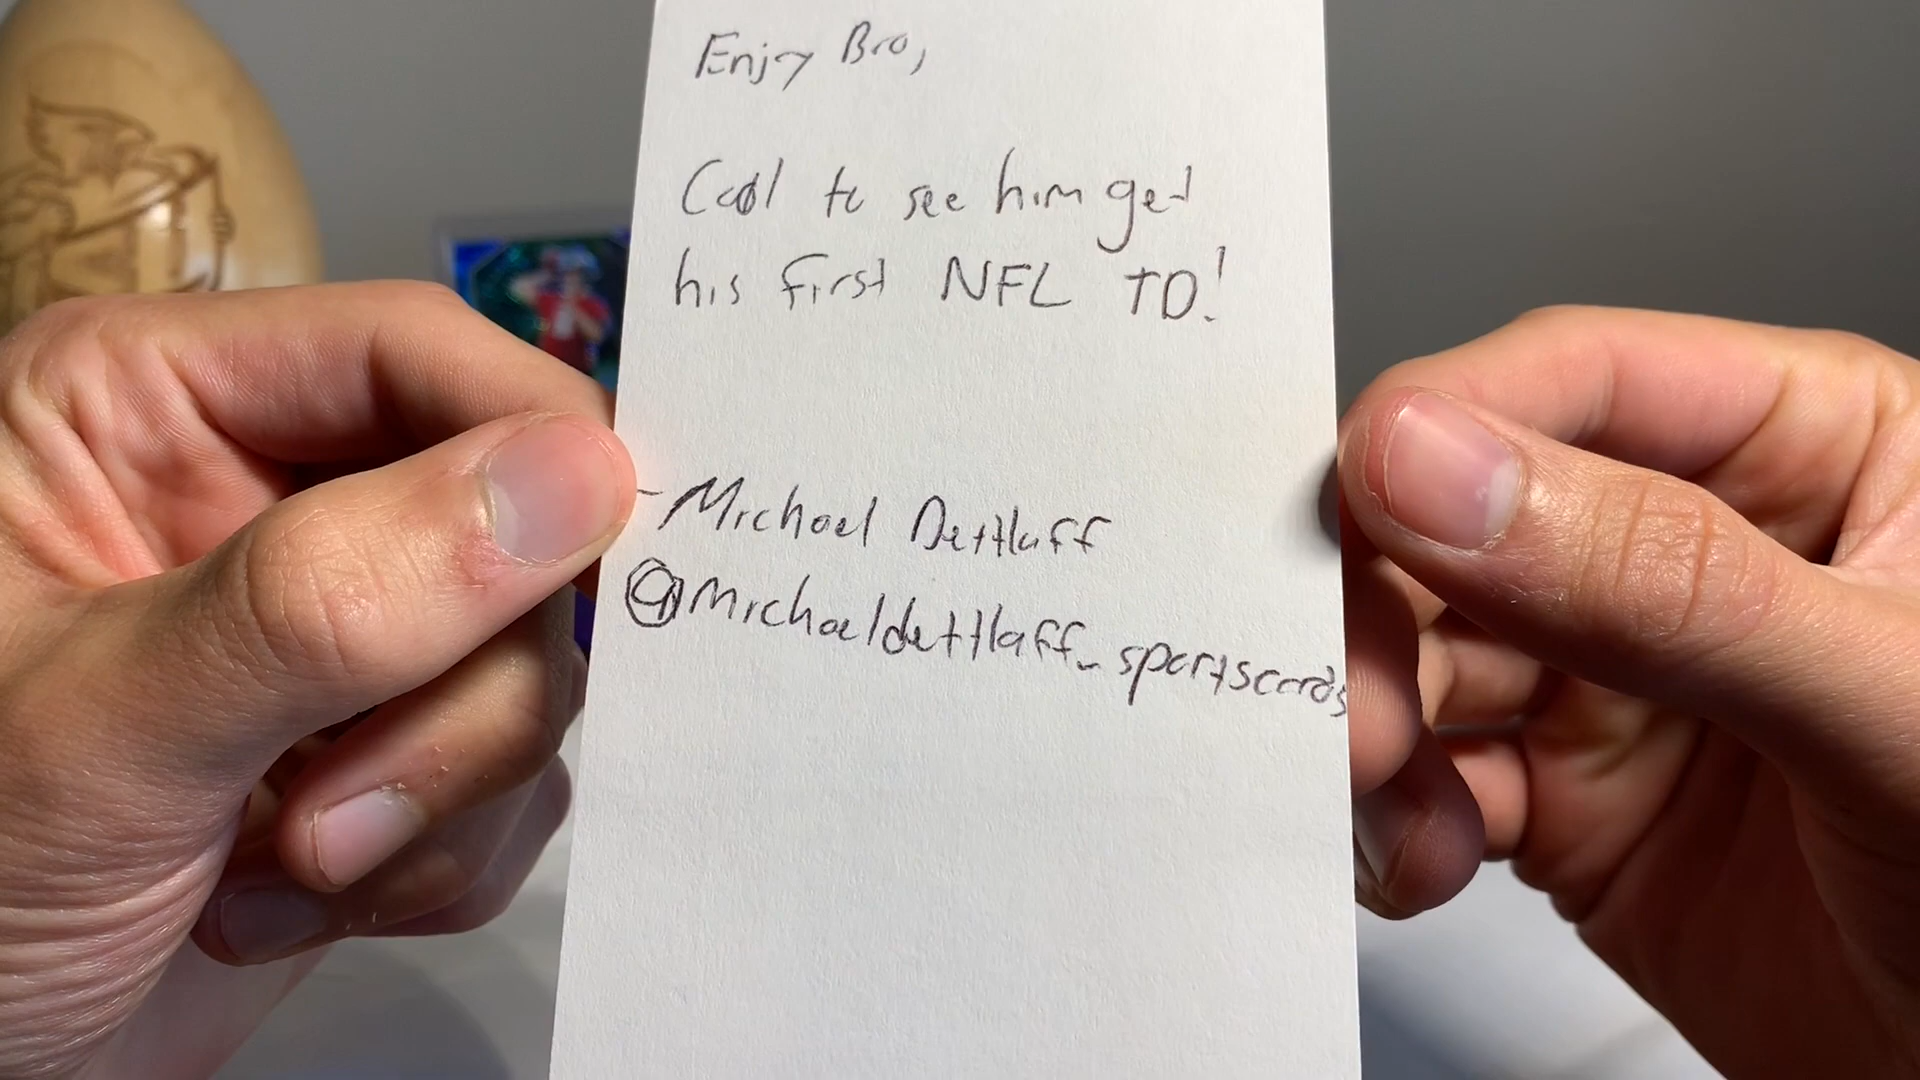 Enjoy Bro,
Cool to see him get
his first NFL TD!
-Michael Dettlaff
@michaeldettlaff_sportscards